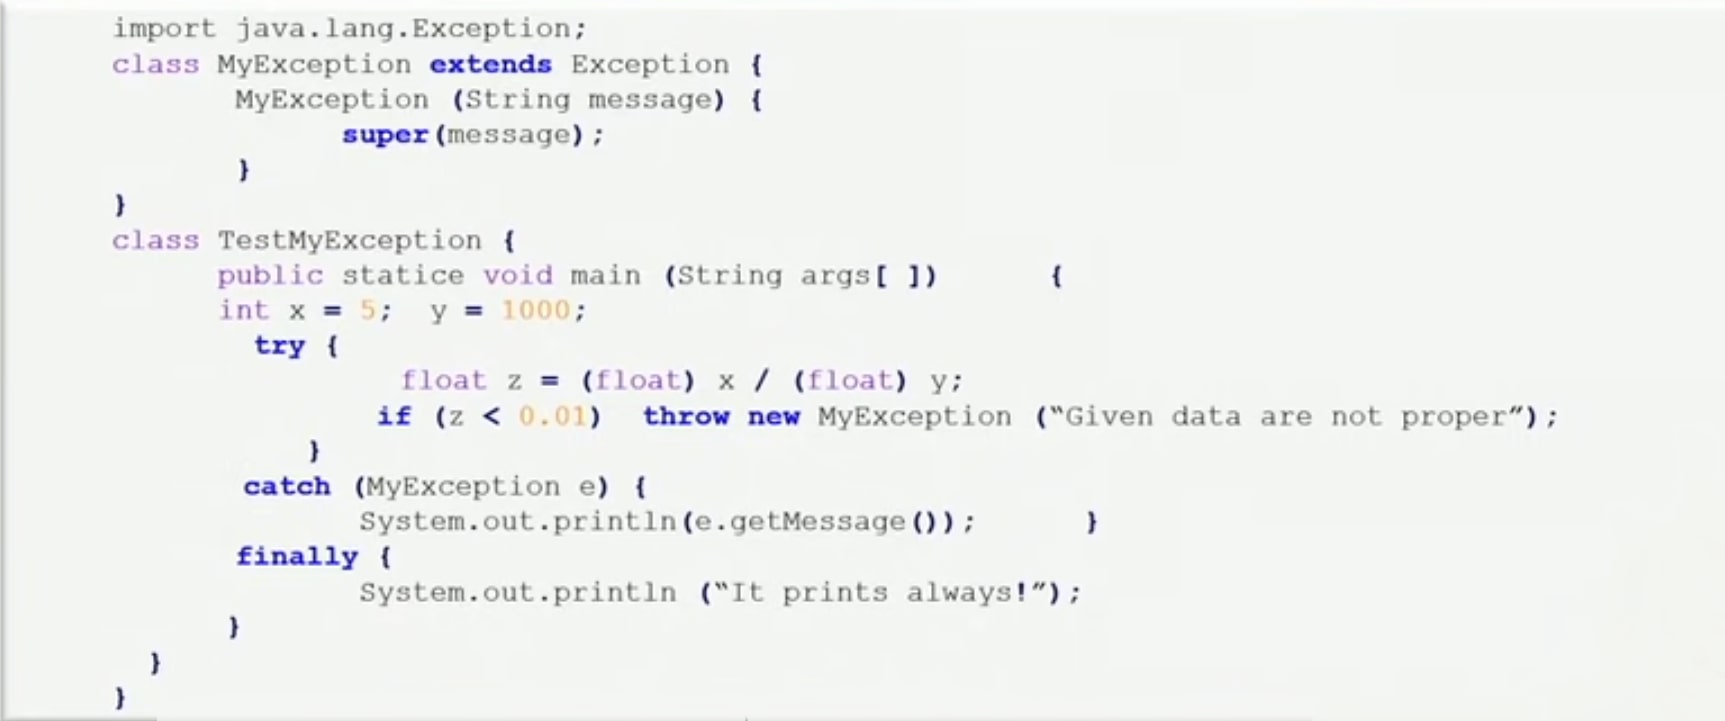 import java.lang.Exception;
class MyException extends Exception {
MyException (String message) {
super(message);
}
}
class TestMyException {
public statice void main (String args[ ]) {
int x = 5; y = 1000;
try {
float z = (float) x / (float) y;
if (z < 0.01) throw new MyException (“Given data are not proper”);
}
catch (MyException e) {
System.out.println(e.getMessage()); }
finally {
System.out.println (“It prints always!”);
}
}
}